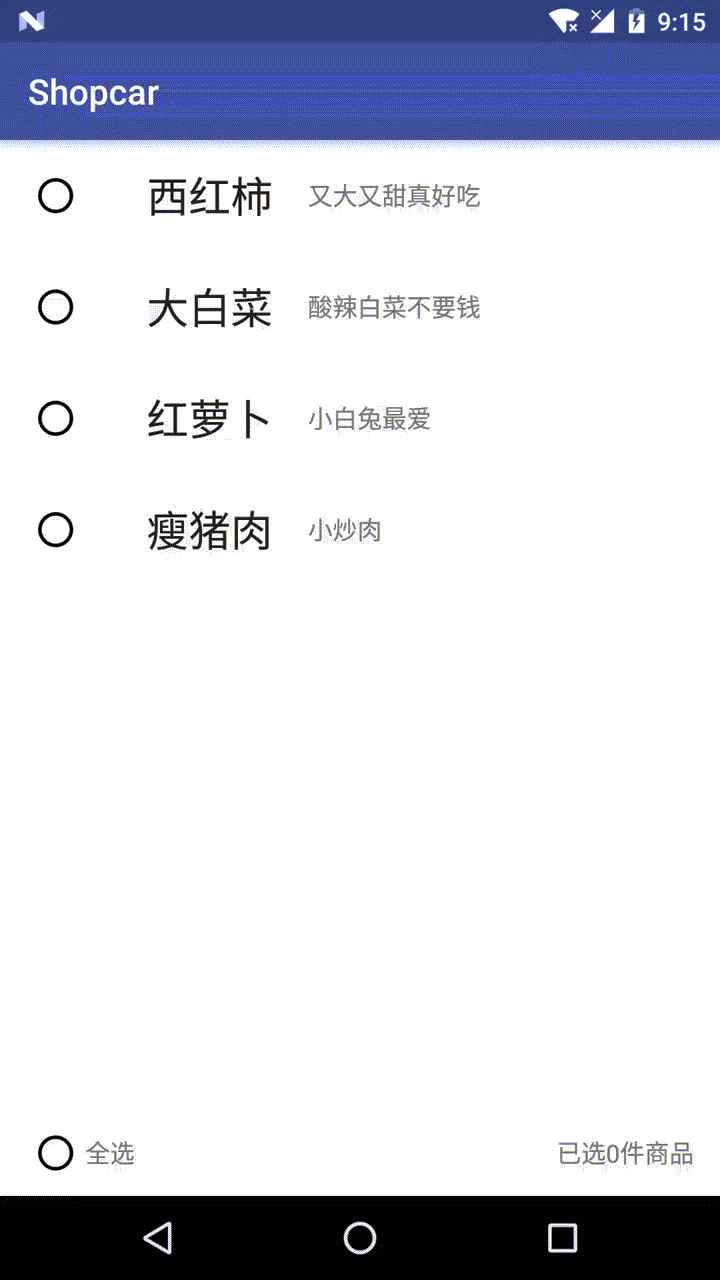 9:15
Shopcar
西红柿 又大又甜真好吃
大白菜 酸辣白菜不要钱
红萝卜 小白兔最爱
瘦猪肉 小炒肉
全选 已选0件商品